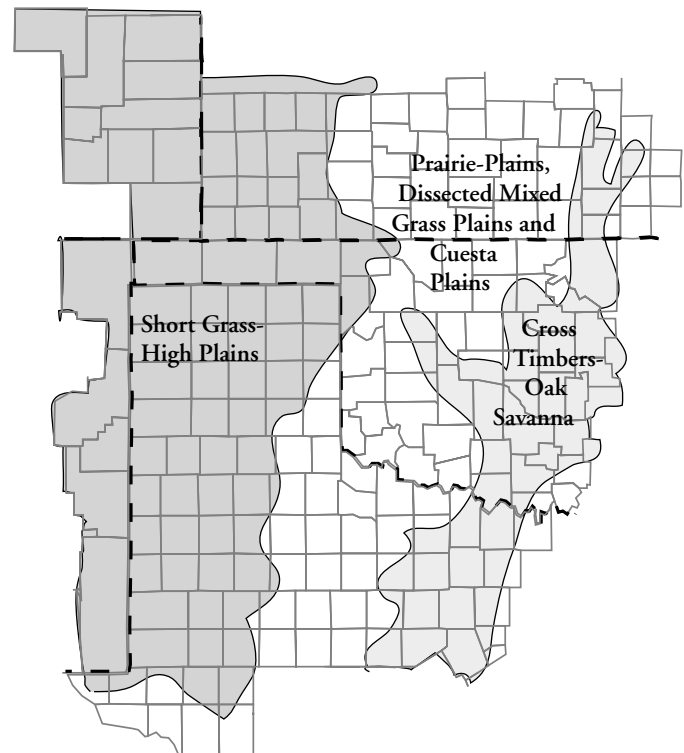 Prairie-Plains,
Dissected Mixed
Grass Plains and
Cuesta
Plains
Short Grass-
High Plains
Cross
Timbers-
Oak
Savanna